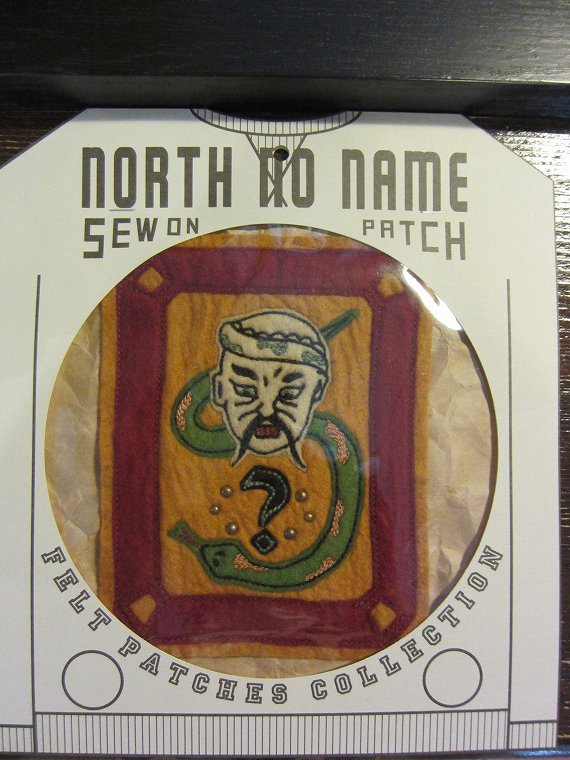 NORTH NO NAME
SEW ON PATCH
?
FELT PATCHES COLLECTION